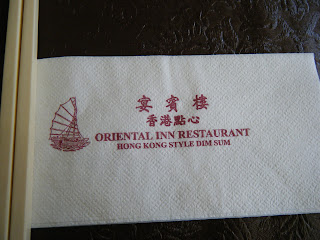 宴賓樓
香港點心
ORIENTAL INN RESTAURANT
HONG KONG STYLE DIM SUM